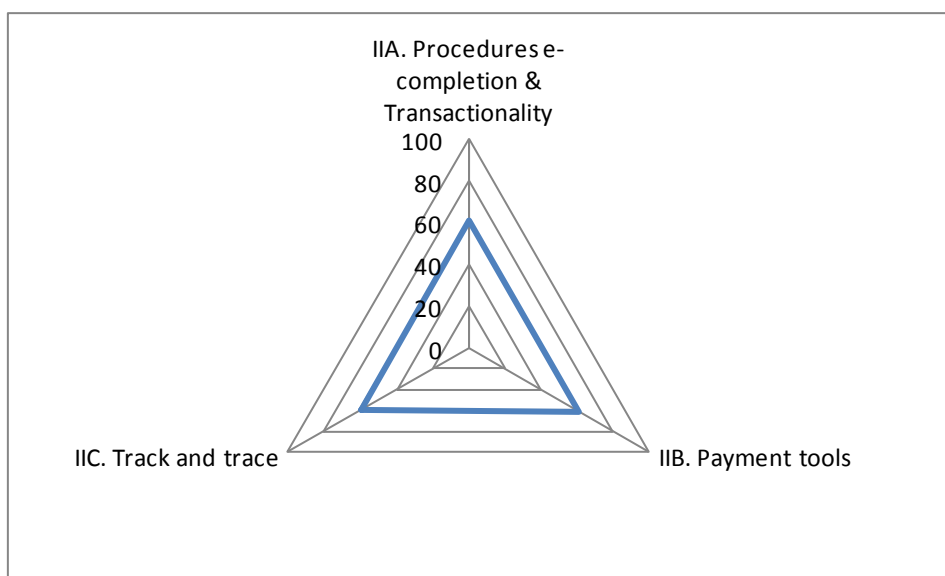 IIA. Procedures e-
completion &
Transactionality
100
80
60
40
20
0
IIC. Track and trace
IIB. Payment tools